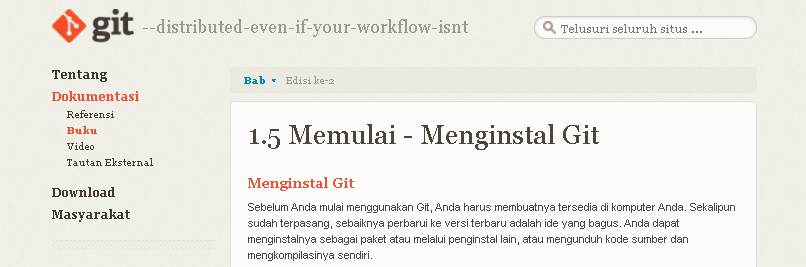 git --distributed-even-if-your-workflow-isnt
Telusuri seluruh situs ...
Tentang
Dokumentasi
Referensi
Buku
Video
Tautan Eksternal
Download
Masyarakat
Bab ▾ Edisi ke-2
1.5 Memulai - Menginstal Git
Menginstal Git
Sebelum Anda mulai menggunakan Git, Anda harus membuatnya tersedia di komputer Anda. Sekalipun
sudah terpasang, sebaiknya perbarui ke versi terbaru adalah ide yang bagus. Anda dapat
menginstalnya sebagai paket atau melalui penginstal lain, atau mengunduh kode sumber dan
mengkompilasinya sendiri.